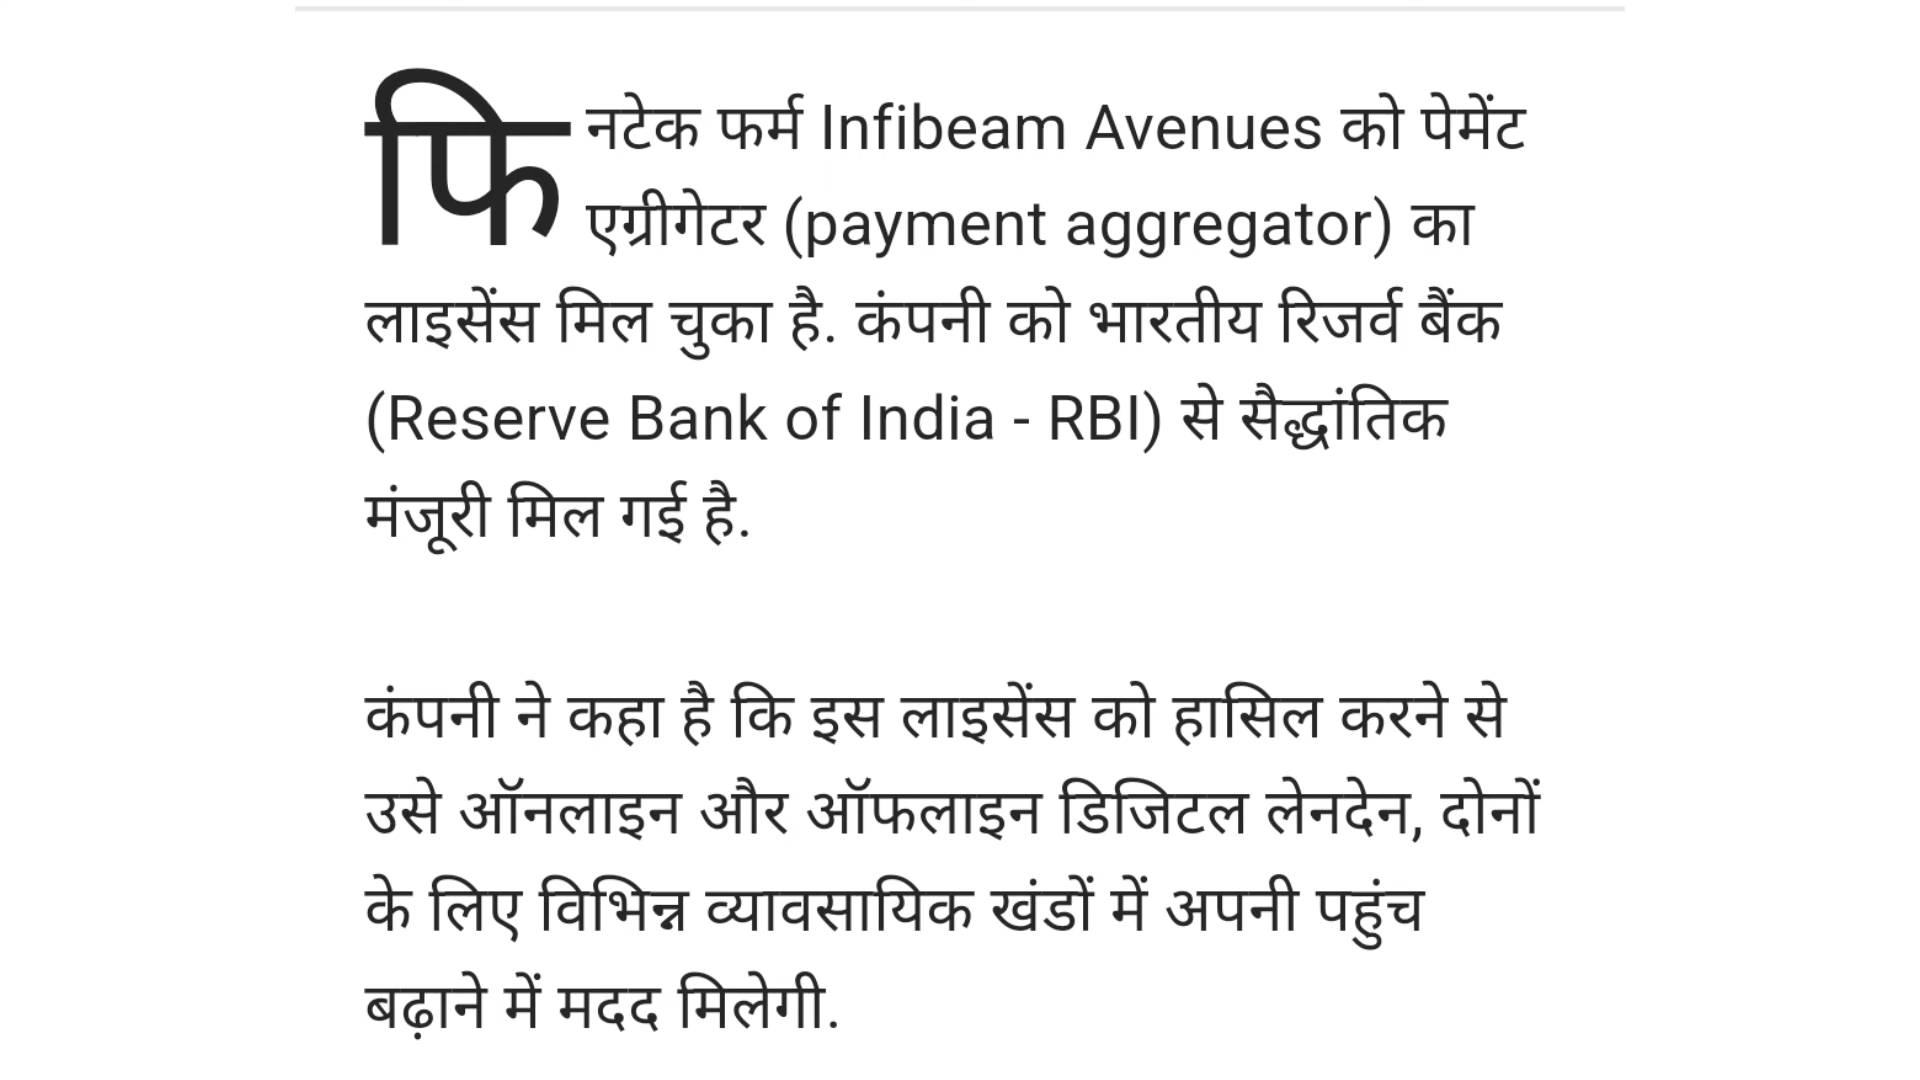 फिनटेक फर्म Infibeam Avenues को पेमेंट
एग्रीगेटर (payment aggregator) का
लाइसेंस मिल चुका है. कंपनी को भारतीय रिजर्व बैंक
(Reserve Bank of India - RBI) से सैद्धांतिक
मंजूरी मिल गई है.
कंपनी ने कहा है कि इस लाइसेंस को हासिल करने से
उसे ऑनलाइन और ऑफलाइन डिजिटल लेनदेन, दोनों
के लिए विभिन्न व्यावसायिक खंडों में अपनी पहुंच
बढ़ाने में मदद मिलेगी.